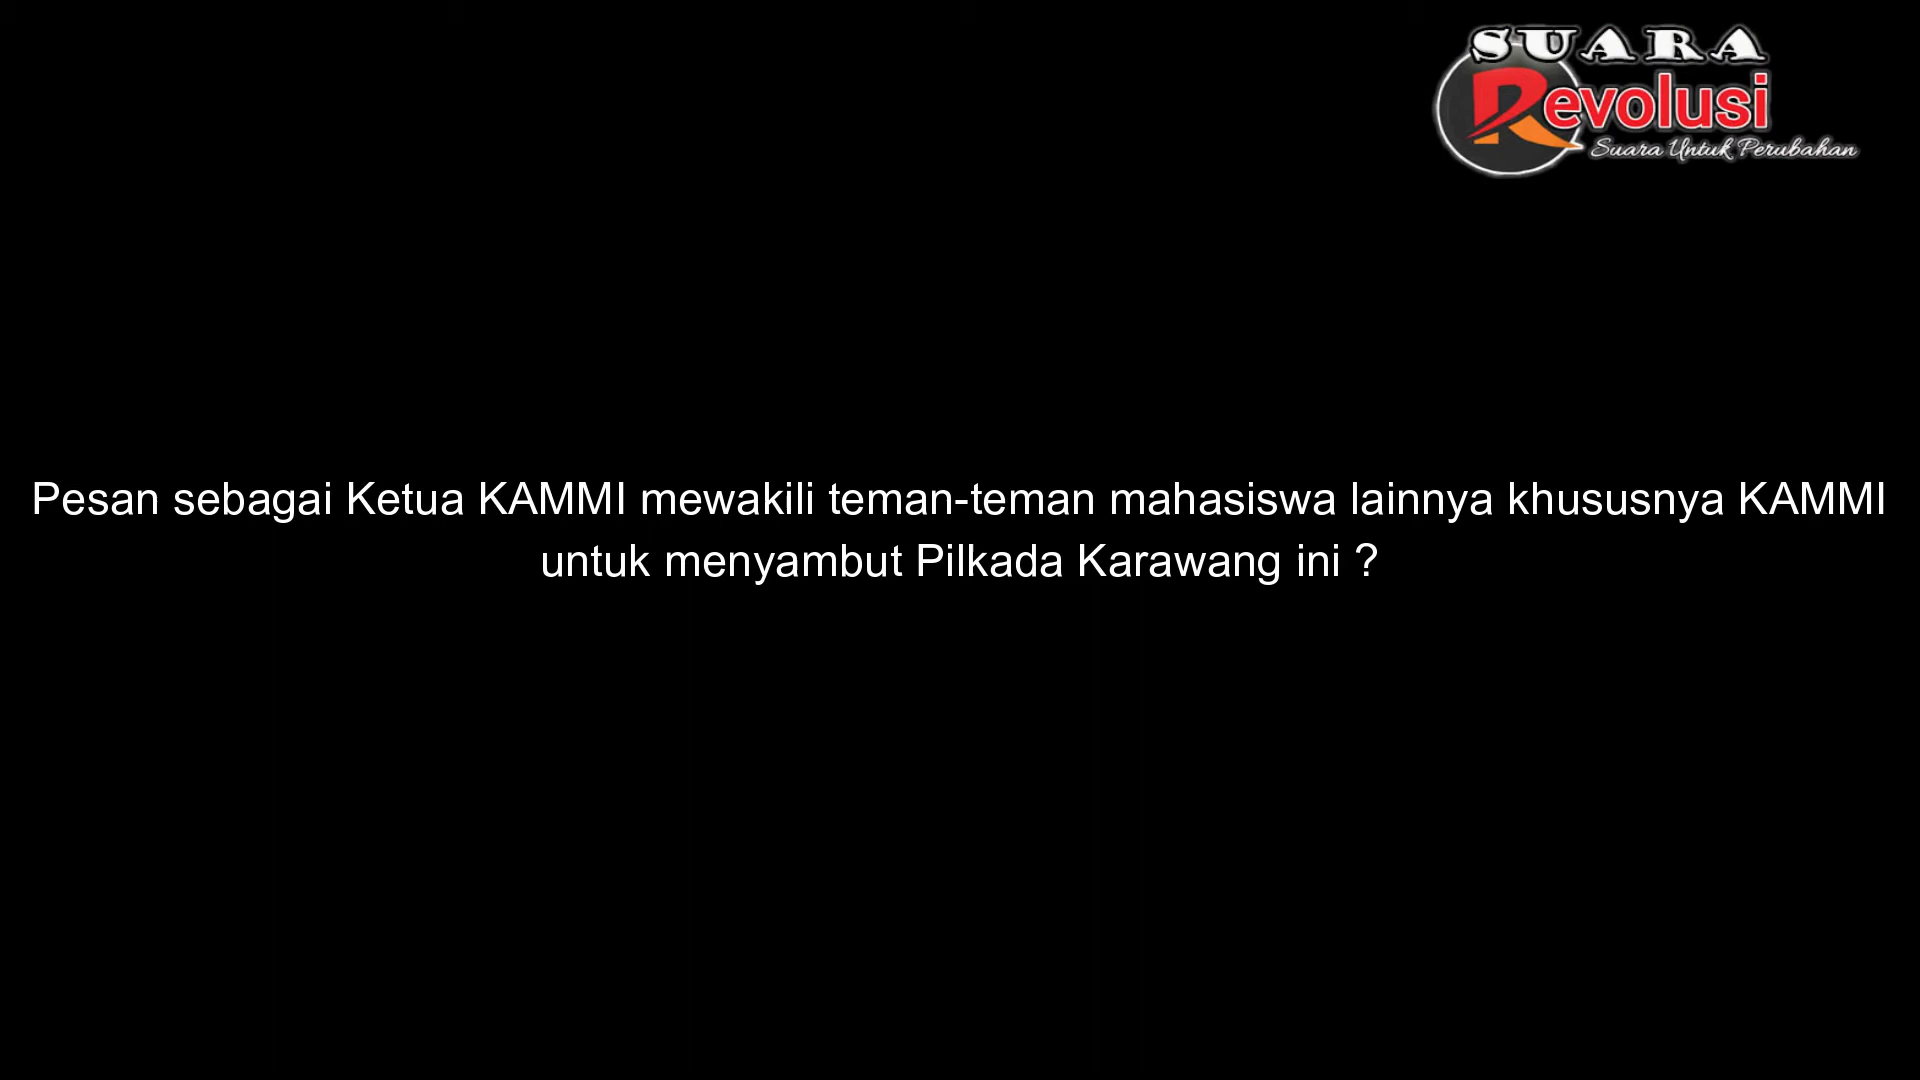 SUARA
Revolusi
Suara Untuk Perubahan
Pesan sebagai Ketua KAMMI mewakili teman-teman mahasiswa lainnya khususnya KAMMI
untuk menyambut Pilkada Karawang ini ?